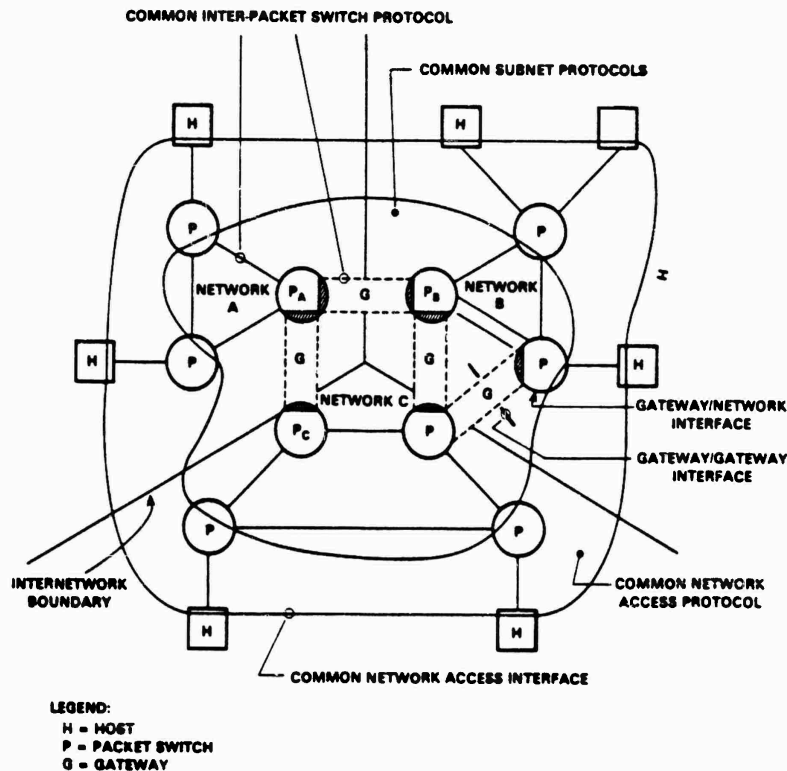 COMMON INTER-PACKET SWITCH PROTOCOL
COMMON SUBNET PROTOCOLS
H
H
P
P
NETWORK
A
PA
G
PB
NETWORK
B
H
H
P
G
G
P
H
G
NETWORK C
PC
P
GATEWAY/NETWORK
INTERFACE
GATEWAY/GATEWAY
INTERFACE
P
P
INTERNETWORK
BOUNDARY
COMMON NETWORK
ACCESS PROTOCOL
H
H
COMMON NETWORK ACCESS INTERFACE
LEGEND:
H = HOST
P = PACKET SWITCH
G = GATEWAY